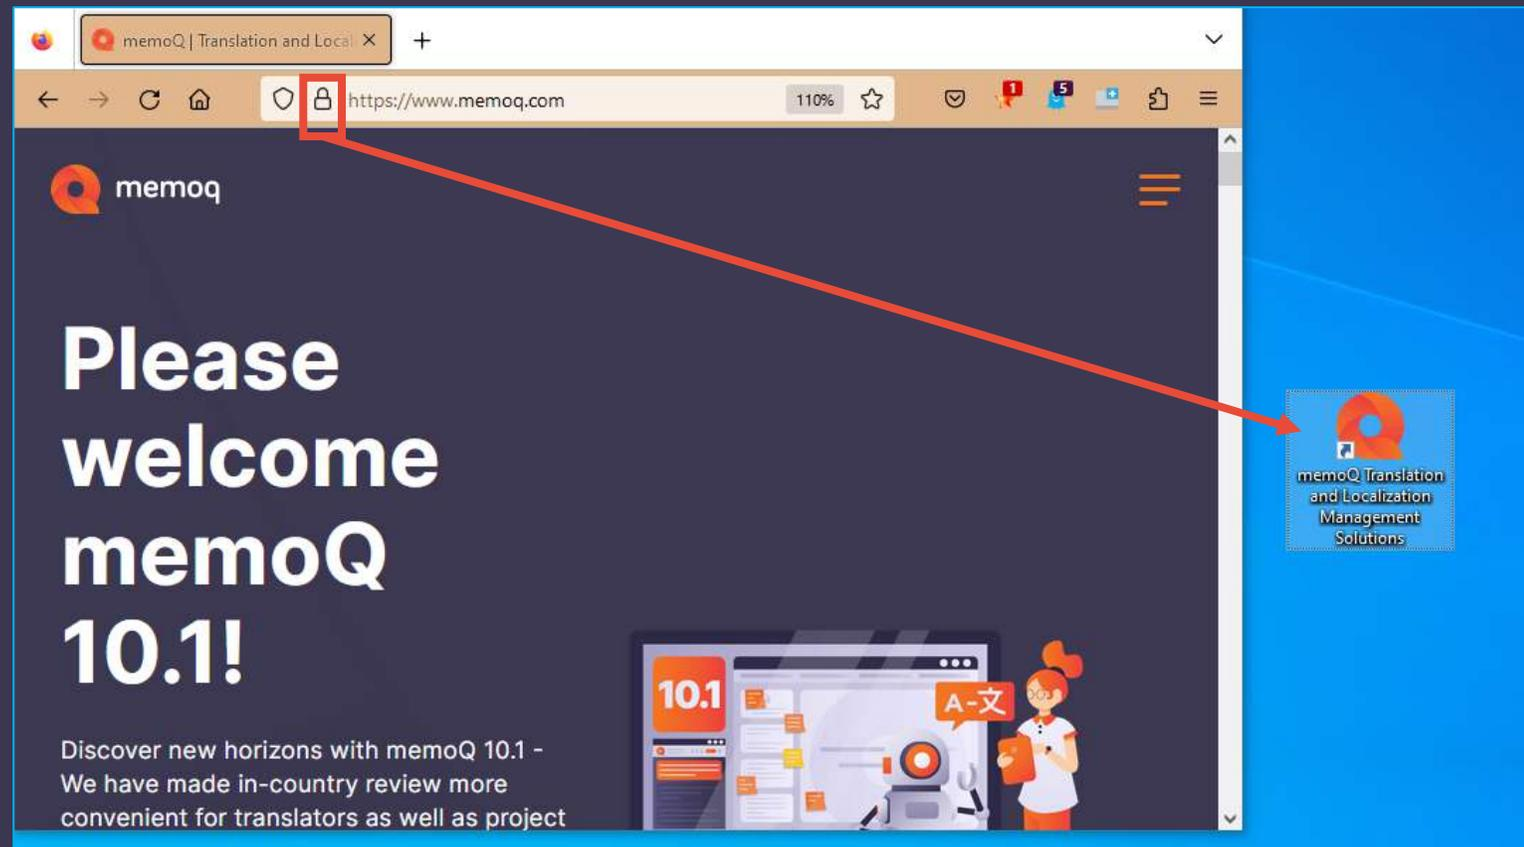 memoQ | Translation and Local
https://www.memoq.com
110%
1
5
memoq
Please
welcome
memoQ
10.1!
10.1
A-文
Discover new horizons with memoQ 10.1 -
We have made in-country review more
convenient for translators as well as project
memoQ Translation
and Localization
Management
Solutions